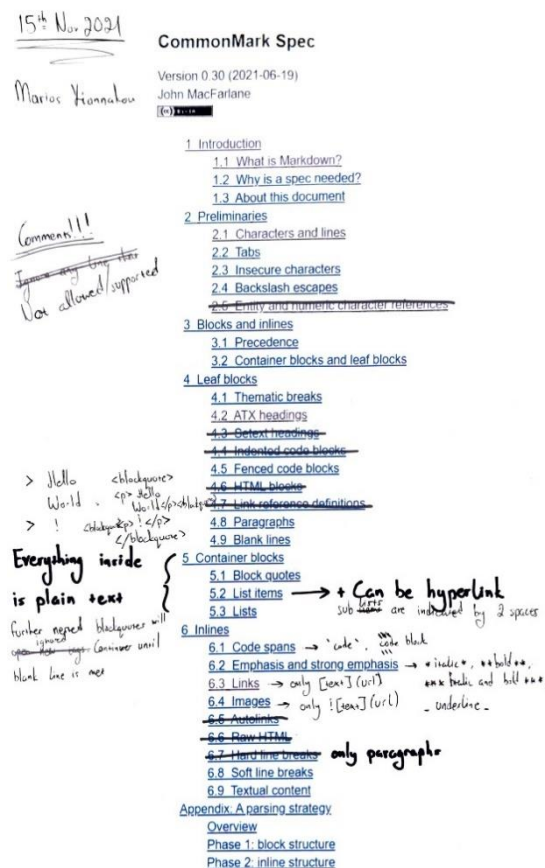 15th Nov 2021
Marios Yiannakou
CommonMark Spec
Version 0.30 (2021-06-19)
John MacFarlane
1 Introduction
1.1 What is Markdown?
1.2 Why is a spec needed?
1.3 About this document
2 Preliminaries
2.1 Characters and lines
2.2 Tabs
2.3 Insecure characters
2.4 Backslash escapes
2.5 Entity and numeric character references
Comments!!!
Ignore any line that
Not allowed/supported
3 Blocks and inlines
3.1 Precedence
3.2 Container blocks and leaf blocks
4 Leaf blocks
4.1 Thematic breaks
4.2 ATX headings
4.3 Setext headings
4.4 Indented code blocks
4.5 Fenced code blocks
4.6 HTML blocks
4.7 Link reference definitions
4.8 Paragraphs
4.9 Blank lines
> Hello <blockquote>
World . <p> Hello
World</p>
> ! <p> ! </p>
</blockquote>
Everything inside
is plain text
further nested blockquotes will
ignored
Continues until
blank line is met
5 Container blocks
5.1 Block quotes
5.2 List items → + Can be hyperlink
5.3 Lists
sub lists are indicated by 2 spaces
6 Inlines
6.1 Code spans → `code`, ``` code block
6.2 Emphasis and strong emphasis → *italic*, **bold**,
*** italic and bold ***
_ underline _
6.3 Links → only [text](url)
6.4 Images → only ![text](url)
6.5 Autolinks
6.6 Raw HTML
6.7 Hard line breaks only paragraphs
6.8 Soft line breaks
6.9 Textual content
Appendix: A parsing strategy
Overview
Phase 1: block structure
Phase 2: inline structure